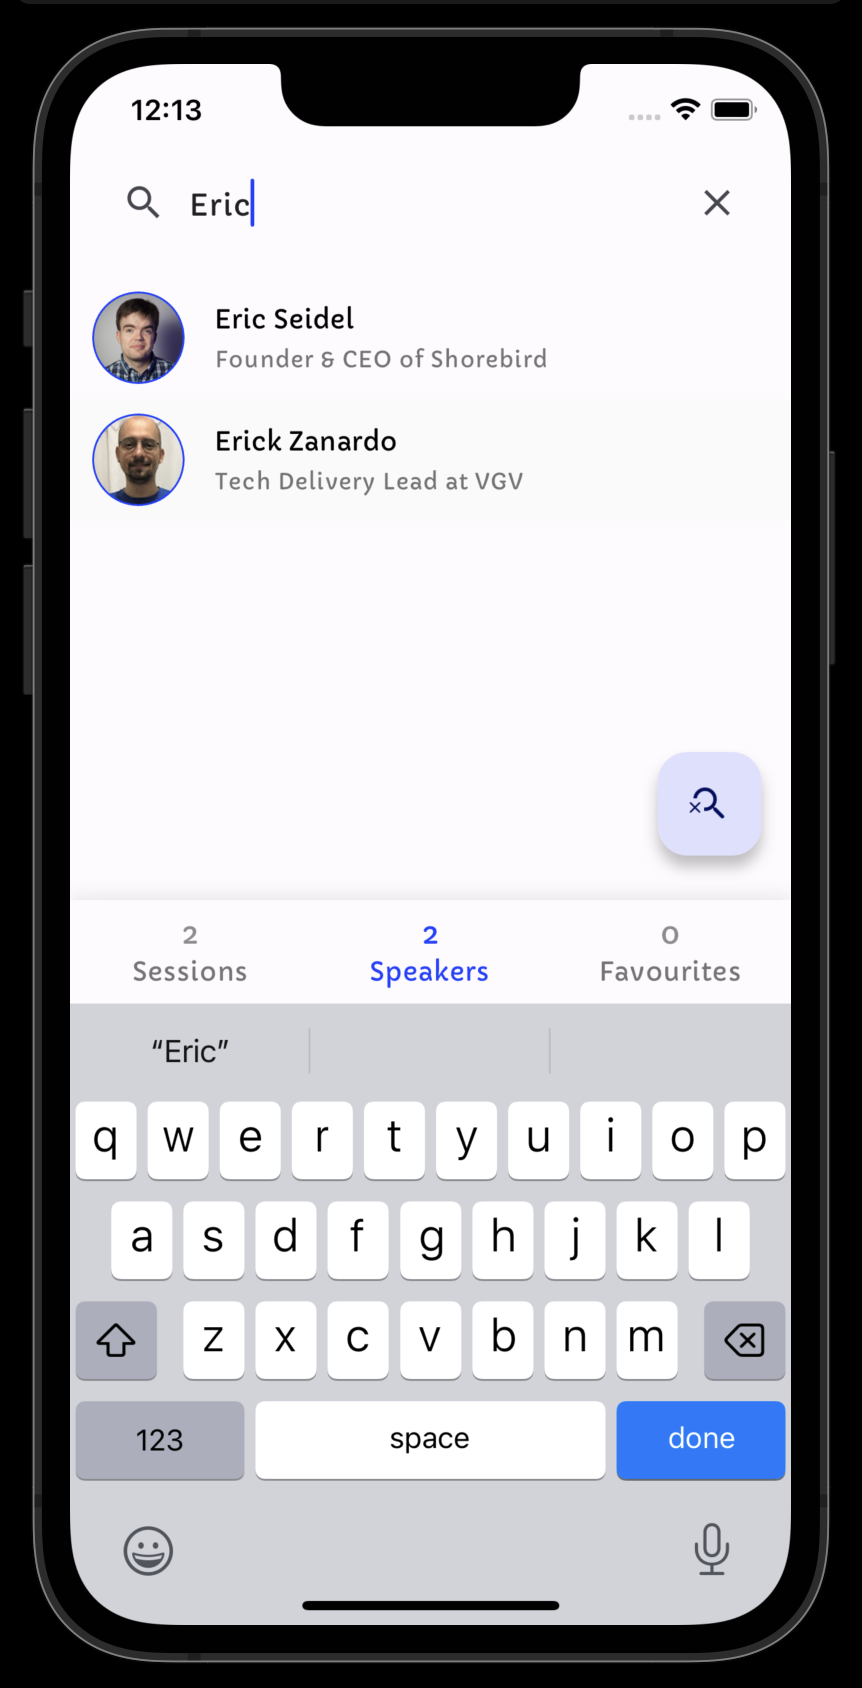 12:13
Eric
Eric Seidel
Founder & CEO of Shorebird
Erick Zanardo
Tech Delivery Lead at VGV
2 2 0
Sessions Speakers Favourites
“Eric”
q w e r t y u i o p
a s d f g h j k l
z x c v b n m
123 space done